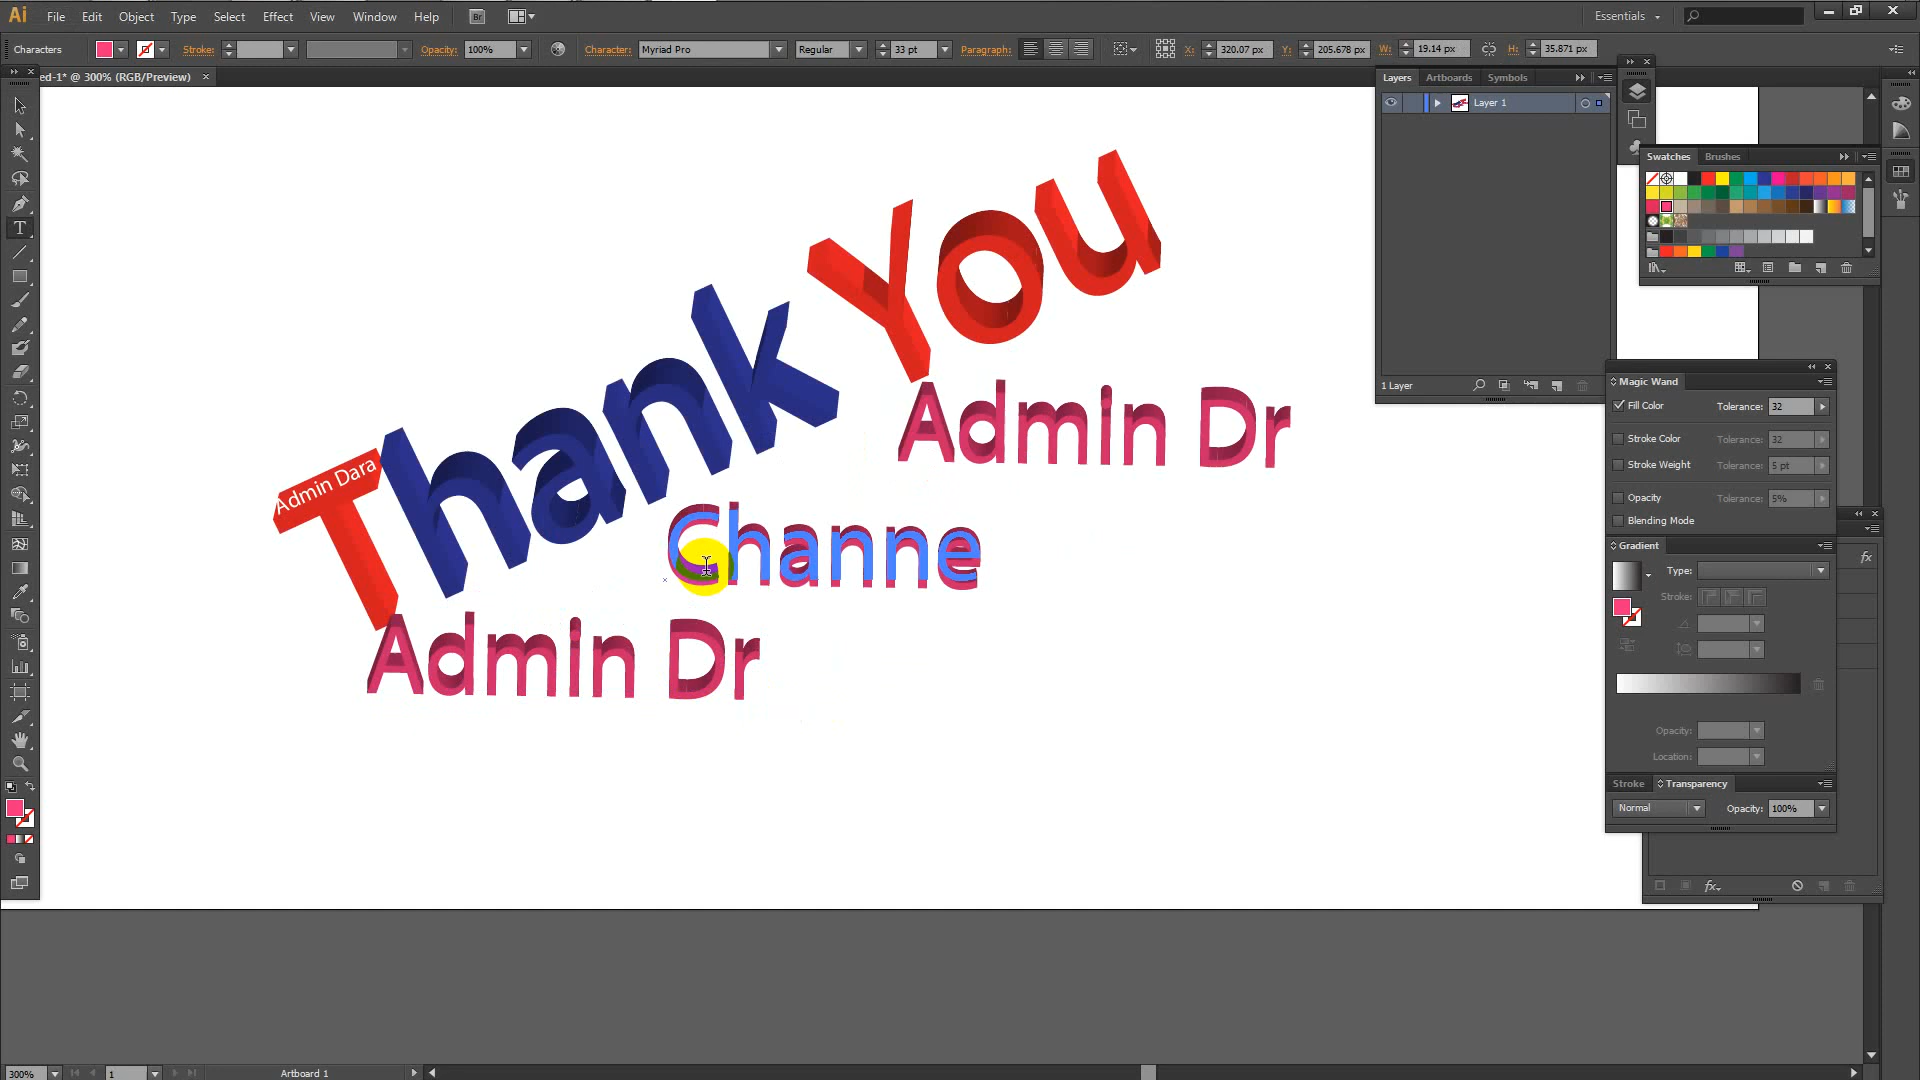 Ai File Edit Object Type Select Effect View Window Help Br Essentials
Characters Stroke: Opacity: 100% Character: Myriad Pro Regular 33 pt Paragraph: X: 320.07 px Y: 205.678 px W: 19.14 px H: 35.871 px
ed-1* @ 300% (RGB/Preview)
Layers Artboards Symbols
Layer 1
1 Layer
Swatches Brushes
Thank You
Admin Dara
Admin Dr
Channe
Admin Dr
Magic Wand
Fill Color Tolerance: 32
Stroke Color Tolerance: 32
Stroke Weight Tolerance: 5 pt
Opacity Tolerance: 5%
Blending Mode
fx
Gradient
Type:
Stroke:
Opacity:
Location:
Stroke Transparency
Normal Opacity: 100%
fx
300% 1 Artboard 1